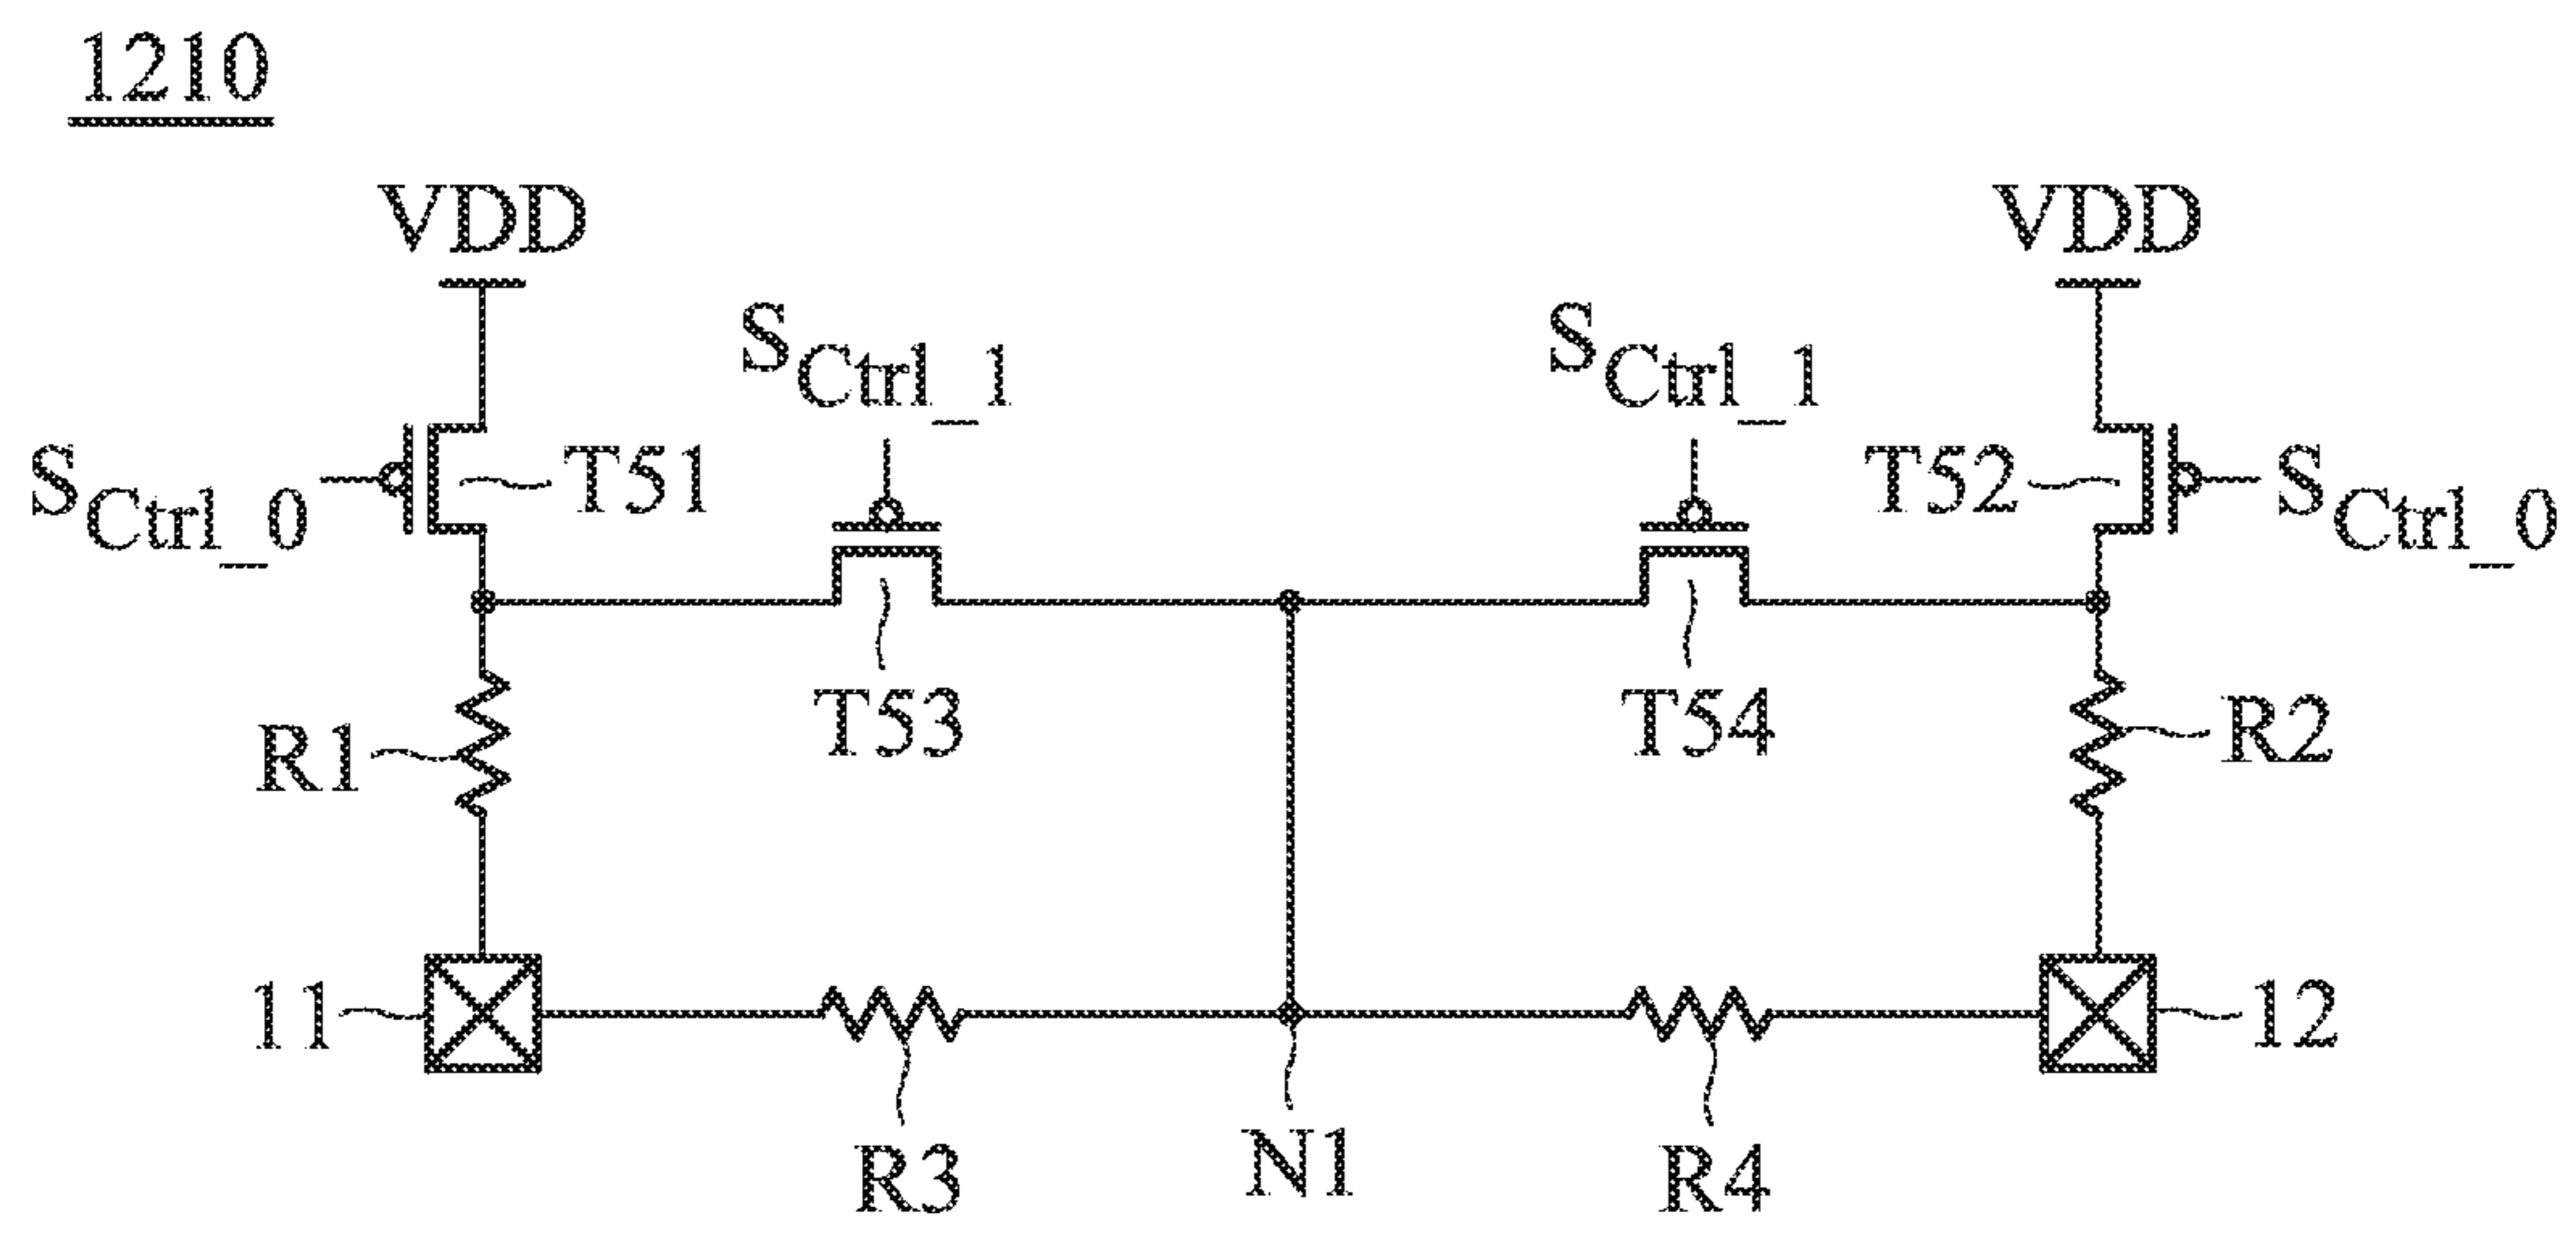 1210
VDD VDD
SCtrl_1 SCtrl_1
SCtrl_0 T51 T52 SCtrl_0
T53 T54
R1 R2
11 12
R3 N1 R4